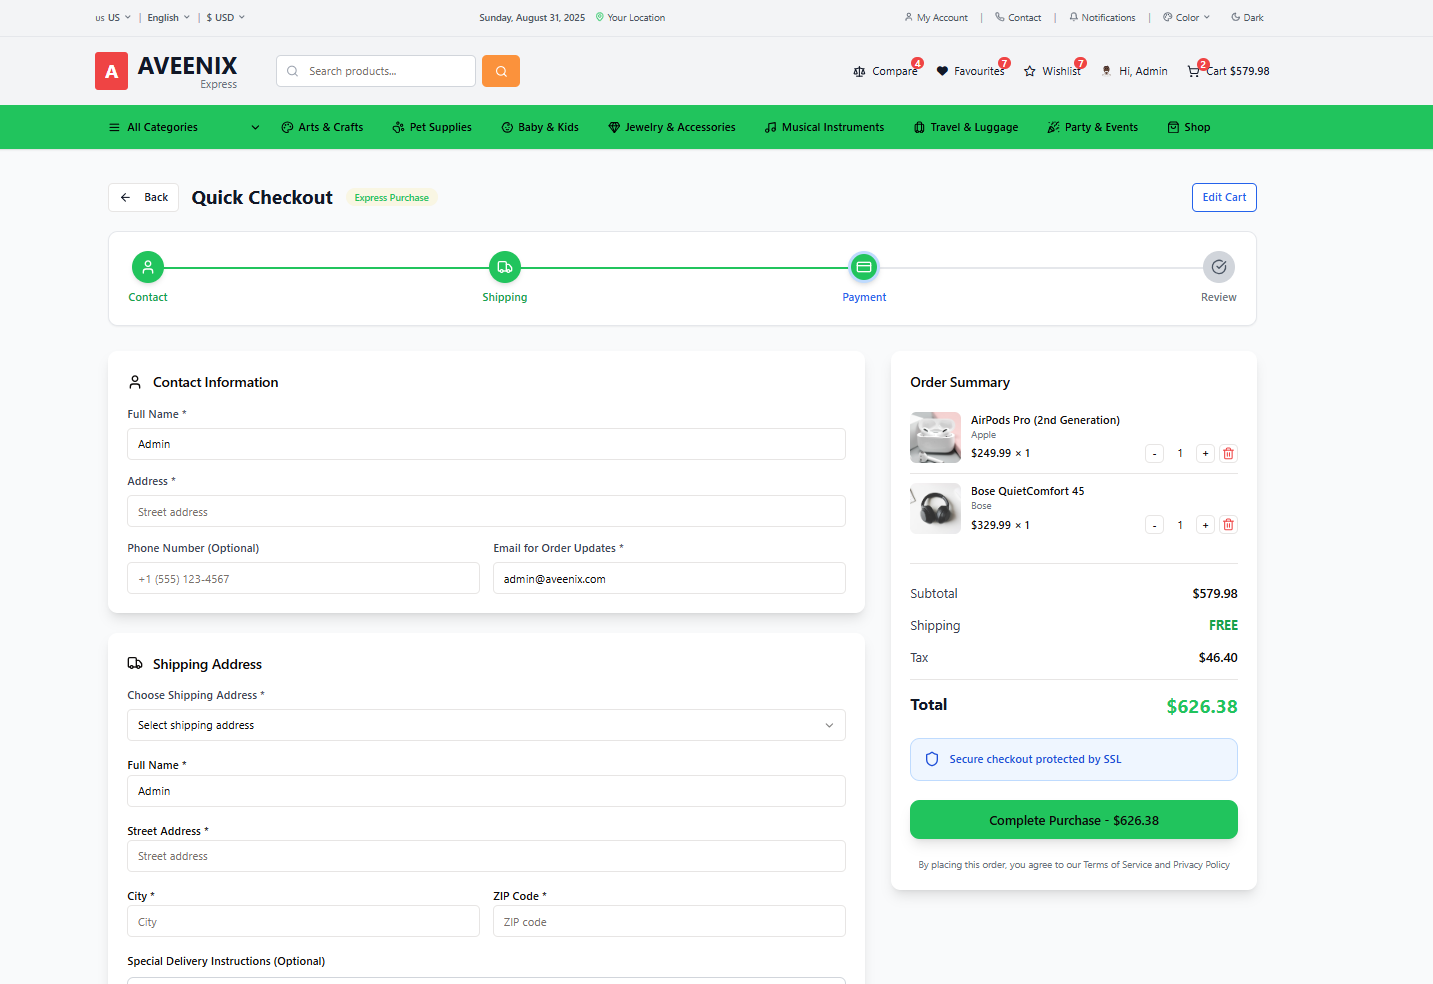 us US | English | $ USD
Sunday, August 31, 2025 Your Location
My Account | Contact | Notifications | Color Dark
A AVEENIX
Express
Search products...
Compare 4 Favourites 7 Wishlist 7 Hi, Admin Cart $579.98 2
All Categories Arts & Crafts Pet Supplies Baby & Kids Jewelry & Accessories Musical Instruments Travel & Luggage Party & Events Shop
Back Quick Checkout Express Purchase Edit Cart
Contact Shipping Payment Review
Contact Information
Full Name *
Admin
Address *
Street address
Phone Number (Optional) Email for Order Updates *
+1 (555) 123-4567 admin@aveenix.com
Shipping Address
Choose Shipping Address *
Select shipping address
Full Name *
Admin
Street Address *
Street address
City * ZIP Code *
City ZIP code
Special Delivery Instructions (Optional)
Order Summary
AirPods Pro (2nd Generation)
Apple
$249.99 × 1 - 1 +
Bose QuietComfort 45
Bose
$329.99 × 1 - 1 +
Subtotal $579.98
Shipping FREE
Tax $46.40
Total $626.38
Secure checkout protected by SSL
Complete Purchase - $626.38
By placing this order, you agree to our Terms of Service and Privacy Policy